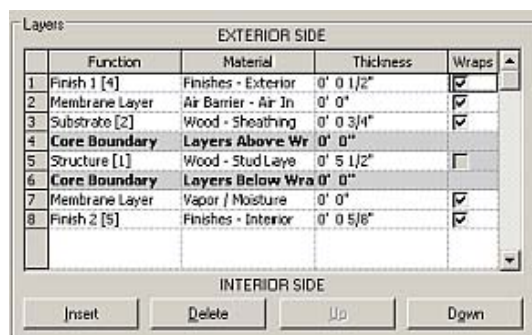 Layers
EXTERIOR SIDE
Function Material Thickness Wraps
1 Finish 1 [4] Finishes - Exterior 0' 0 1/2"
2 Membrane Layer Air Barrier - Air In 0' 0"
3 Substrate [2] Wood - Sheathing 0' 0 3/4"
4 Core Boundary Layers Above Wr 0' 0"
5 Structure [1] Wood - Stud Laye 0' 5 1/2"
6 Core Boundary Layers Below Wra 0' 0"
7 Membrane Layer Vapor / Moisture 0' 0"
8 Finish 2 [5] Finishes - Interior 0' 0 5/8"
INTERIOR SIDE
Insert Delete Up Down